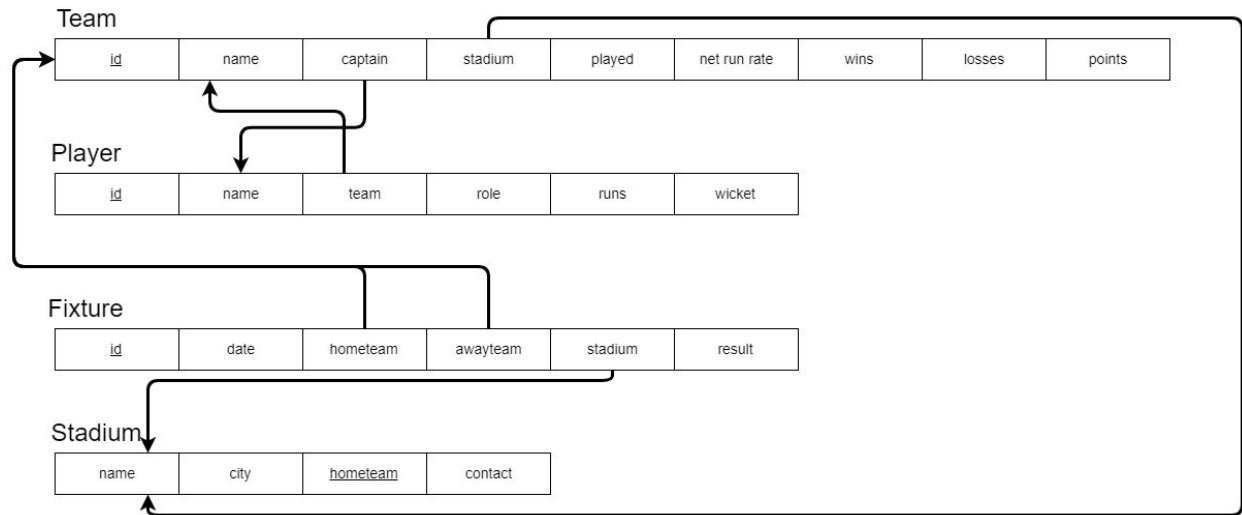 Team
id name captain stadium played net run rate wins losses points
Player
id name team role runs wicket
Fixture
id date hometeam awayteam stadium result
Stadium
name city hometeam contact